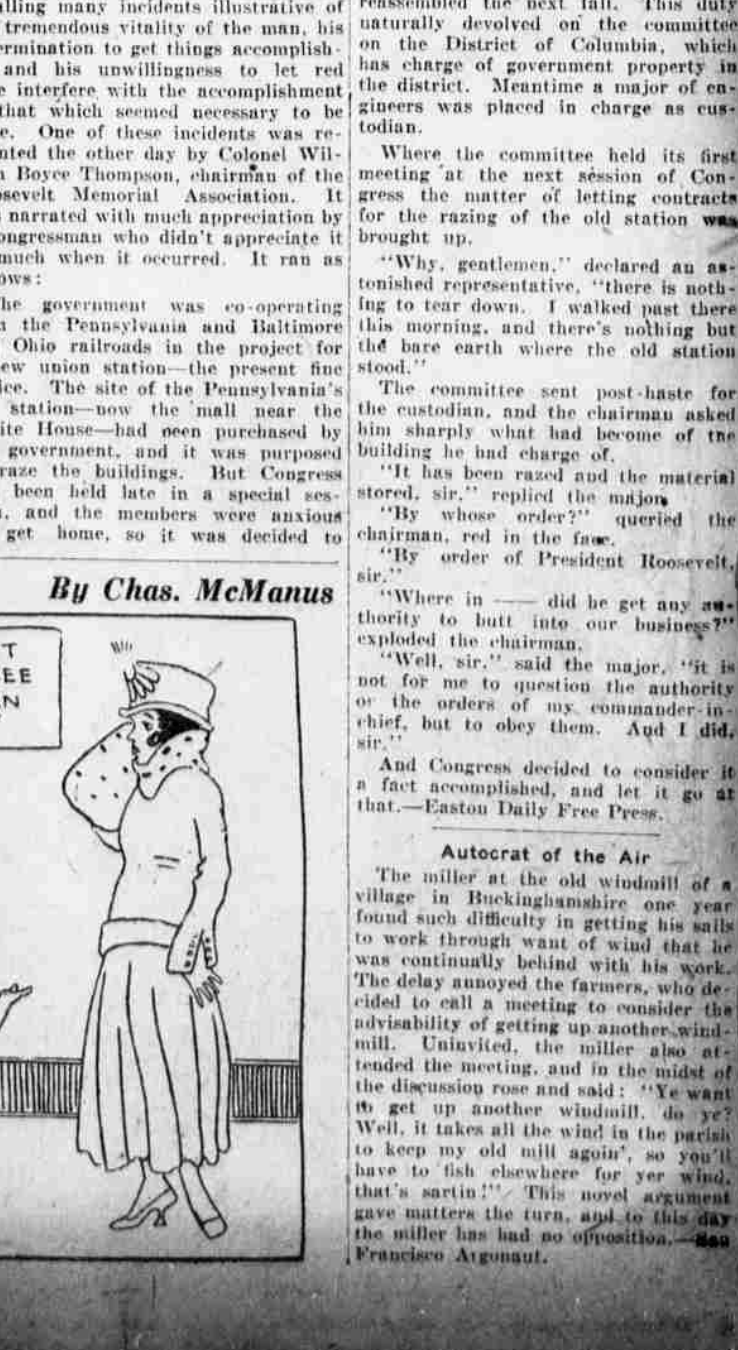 alling many incidents illustrative of
tremendous vitality of the man, his
ermination to get things accomplish-
and his unwillingness to let red
e interfere with the accomplishment
that which seemed necessary to be
e. One of these incidents was re-
nted the other day by Colonel Wil-
n Boyce Thompson, chairman of the
osevelt Memorial Association. It
s narrated with much appreciation by
ongressman who didn't appreciate it
much when it occurred. It ran as
ows:
he government was co-operating
h the Pennsylvania and Baltimore
Ohio railroads in the project for
ew union station—the present fine
ice. The site of the Pennsylvania's
station—now the mall near the
ite House—had been purchased by
government, and it was purposed
raze the buildings. But Congress
been held late in a special ses-
n, and the members were anxious
get home, so it was decided to
By Chas. McManus
T
EE
N
reassembled the next fall. This duty
naturally devolved on the committee
on the District of Columbia, which
has charge of government property in
the district. Meantime a major of en-
gineers was placed in charge as cus-
todian.
Where the committee held its first
meeting at the next session of Con-
gress the matter of letting contracts
for the razing of the old station was
brought up.
"Why, gentlemen," declared an as-
tonished representative, "there is noth-
ing to tear down. I walked past there
this morning, and there's nothing but
the bare earth where the old station
stood."
The committee sent post-haste for
the custodian, and the chairman asked
him sharply what had become of the
building he had charge of.
"It has been razed and the material
stored, sir," replied the major.
"By whose order?" queried the
chairman, red in the face.
"By order of President Roosevelt,
sir."
"Where in —— did he get any au-
thority to butt into our business?"
exploded the chairman.
"Well, sir," said the major, "it is
not for me to question the authority
or the orders of my commander-in-
chief, but to obey them. And I did,
sir."
And Congress decided to consider it
a fact accomplished, and let it go at
that.—Easton Daily Free Press.
Autocrat of the Air
The miller at the old windmill of a
village in Buckinghamshire one year
found such difficulty in getting his sails
to work through want of wind that he
was continually behind with his work.
The delay annoyed the farmers, who de-
cided to call a meeting to consider the
advisability of getting up another wind-
mill. Uninvited, the miller also at-
tended the meeting, and in the midst of
the discussion rose and said: "Ye want
to get up another windmill, do ye?
Well, it takes all the wind in the parish
to keep my old mill agoin', so you'll
have to fish elsewhere for yer wind,
that's sartin!" This novel argument
gave matters the turn, and to this day
the miller has had no opposition.—San
Francisco Argonaut.